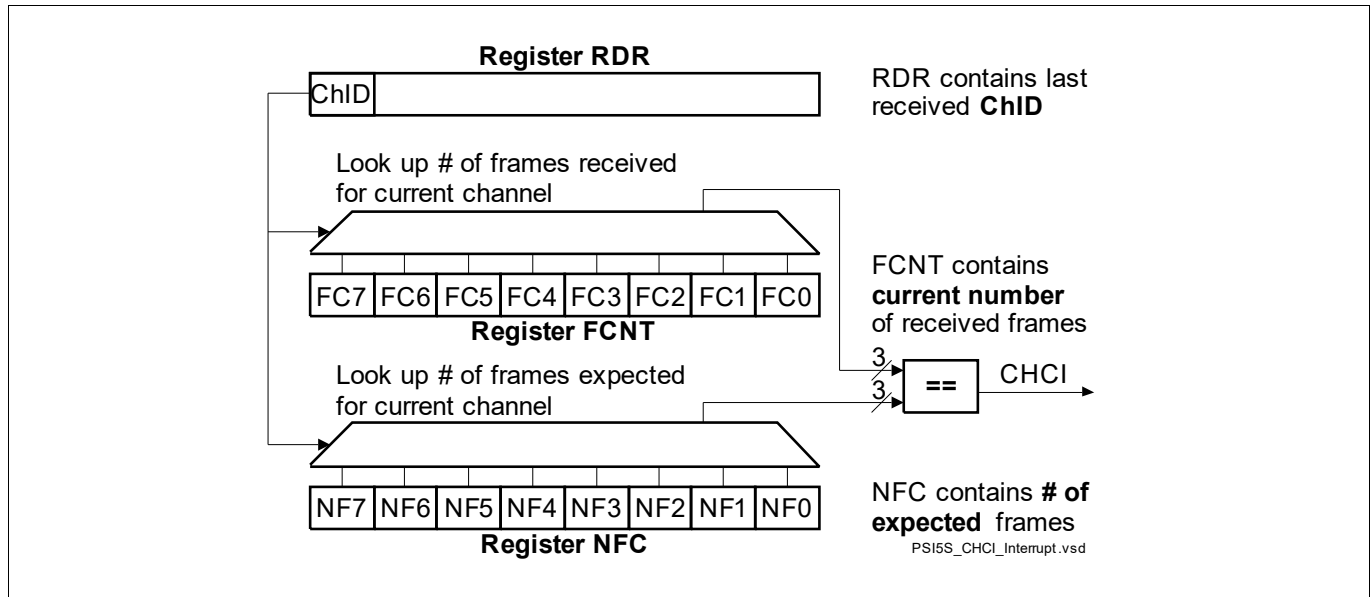 Register RDR
ChID
RDR contains last
received ChID
Look up # of frames received
for current channel
FC7 FC6 FC5 FC4 FC3 FC2 FC1 FC0
Register FCNT
FCNT contains
current number
of received frames
3
3
==
CHCI
Look up # of frames expected
for current channel
NF7 NF6 NF5 NF4 NF3 NF2 NF1 NF0
Register NFC
NFC contains # of
expected frames
PSI5S_CHCI_Interrupt.vsd